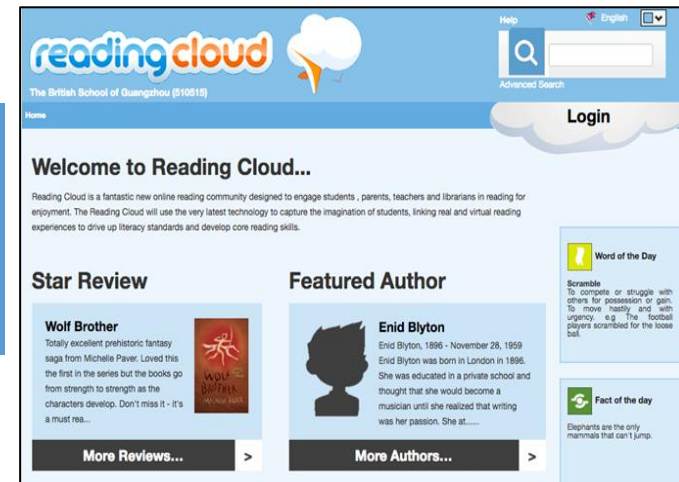 Help
English
readingcloud
Advanced Search
The British School of Guangzhou (510515)
Home
Login
Welcome to Reading Cloud...
Reading Cloud is a fantastic new online reading community designed to engage students , parents, teachers and librarians in reading for
enjoyment. The Reading Cloud will use the very latest technology to capture the imagination of students, linking real and virtual reading
experiences to drive up literacy standards and develop core reading skills.
Star Review
Wolf Brother
Totally excellent prehistoric fantasy
saga from Michelle Paver. Loved this
the first in the series but the books go
from strength to strength as the
characters develop. Don't miss it - it's
a must rea...
WOLF
BROTHER
MICHELLE PAVER
More Reviews...
>
Featured Author
Enid Blyton
Enid Blyton, 1896 - November 28, 1959
Enid Blyton was born in London in 1896.
She was educated in a private school and
thought that she would become a
musician until she realized that writing
was her passion. She at......
More Authors...
>
Word of the Day
Scramble
To compete or struggle with
others for possession or gain.
To move hastily and with
urgency. e.g The football
players scrambled for the loose
ball.
Fact of the day
Elephants are the only
mammals that can't jump.